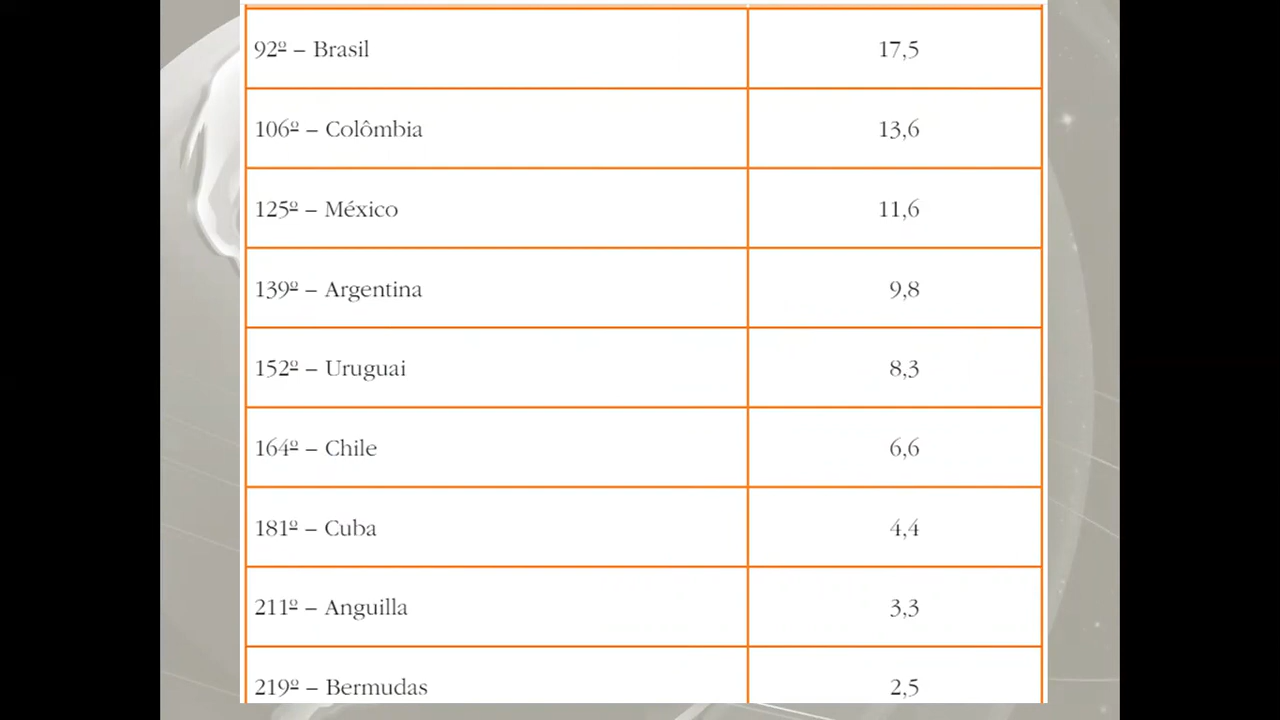 92º – Brasil 17,5
106º – Colômbia 13,6
125º – México 11,6
139º – Argentina 9,8
152º – Uruguai 8,3
164º – Chile 6,6
181º – Cuba 4,4
211º – Anguilla 3,3
219º – Bermudas 2,5